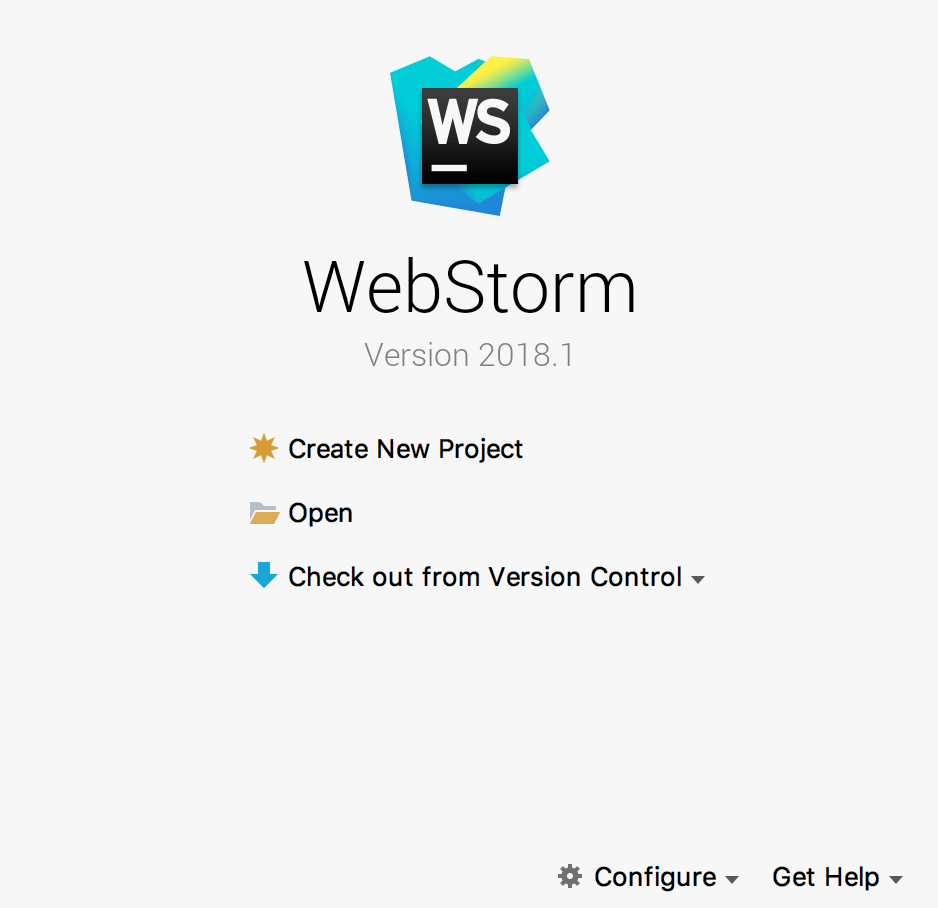 WS
WebStorm
Version 2018.1
Create New Project
Open
Check out from Version Control
Configure Get Help